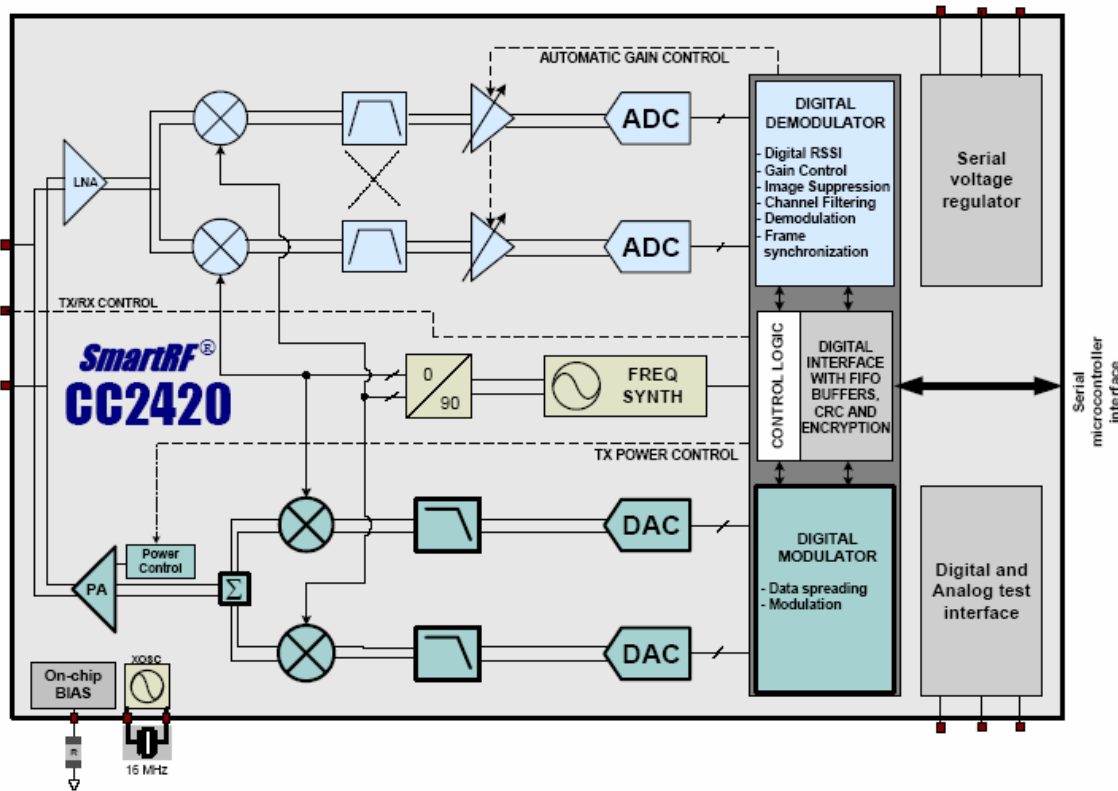 AUTOMATIC GAIN CONTROL
ADC
LNA
DIGITAL
DEMODULATOR
- Digital RSSI
- Gain Control
- Image Suppression
- Channel Filtering
- Demodulation
- Frame
synchronization
Serial
voltage
regulator
ADC
TX/RX CONTROL
SmartRF®
CC2420
0
90
FREQ
SYNTH
CONTROL LOGIC
DIGITAL
INTERFACE
WITH FIFO
BUFFERS,
CRC AND
ENCRYPTION
Serial
microcontroller
interface
TX POWER CONTROL
Power
Control
PA
Σ
DAC
DIGITAL
MODULATOR
- Data spreading
- Modulation
Digital and
Analog test
interface
DAC
On-chip
BIAS
XOSC
R
16 MHz